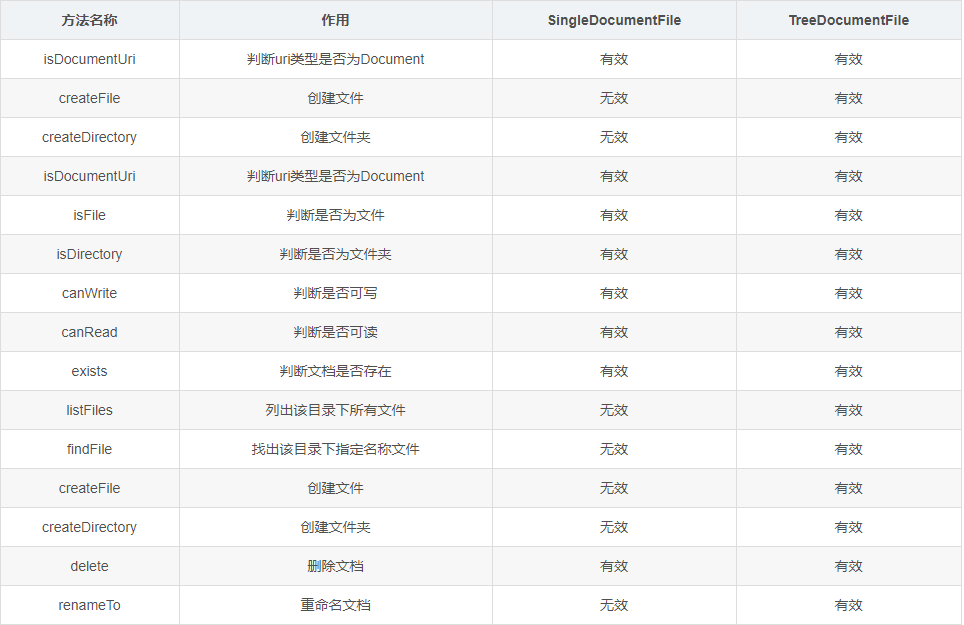 方法名称 作用 SingleDocumentFile TreeDocumentFile
isDocumentUri 判断uri类型是否为Document 有效 有效
createFile 创建文件 无效 有效
createDirectory 创建文件夹 无效 有效
isDocumentUri 判断uri类型是否为Document 有效 有效
isFile 判断是否为文件 有效 有效
isDirectory 判断是否为文件夹 有效 有效
canWrite 判断是否可写 有效 有效
canRead 判断是否可读 有效 有效
exists 判断文档是否存在 有效 有效
listFiles 列出该目录下所有文件 无效 有效
findFile 找出该目录下指定名称文件 无效 有效
createFile 创建文件 无效 有效
createDirectory 创建文件夹 无效 有效
delete 删除文档 有效 有效
renameTo 重命名文档 无效 有效